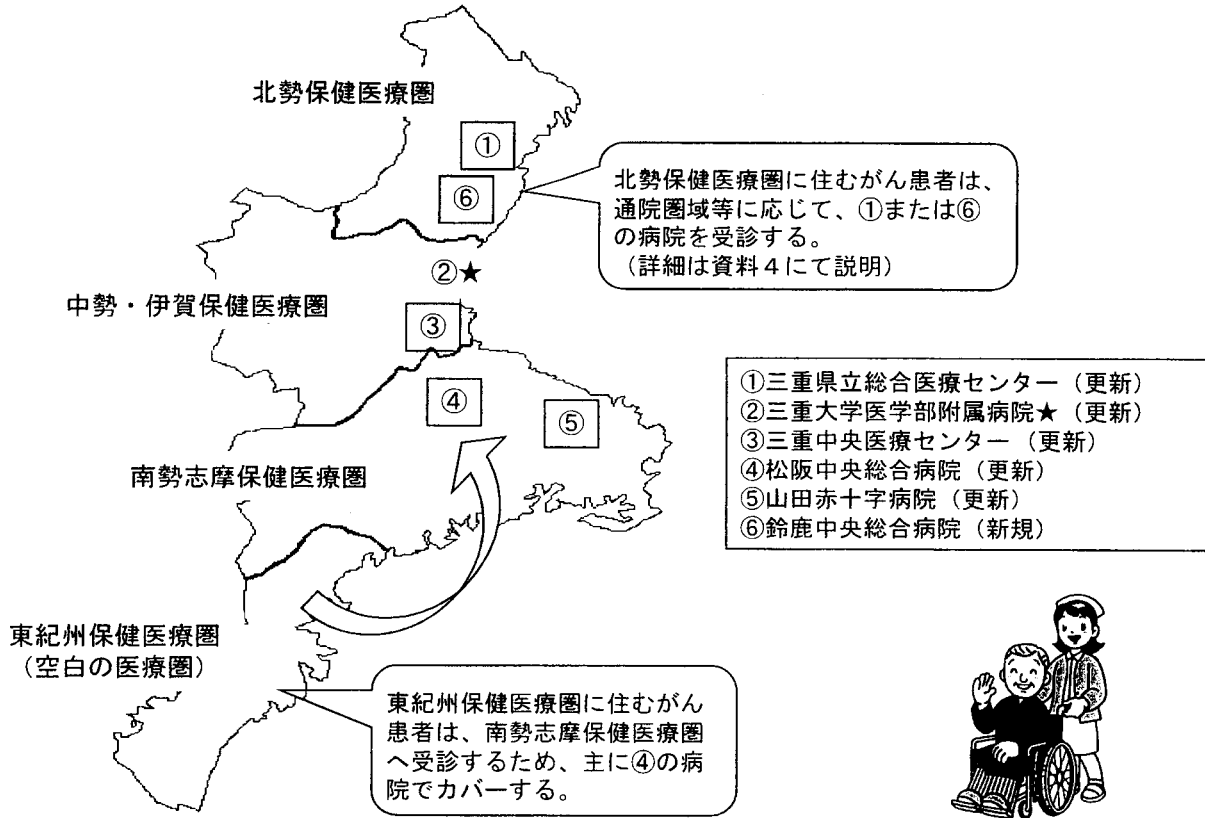 北勢保健医療圏
①
⑥
北勢保健医療圏に住むがん患者は、
通院圏域等に応じて、①または⑥
の病院を受診する。
（詳細は資料４にて説明）
②★
中勢・伊賀保健医療圏
③
④
⑤
南勢志摩保健医療圏
①三重県立総合医療センター（更新）
②三重大学医学部附属病院★（更新）
③三重中央医療センター（更新）
④松阪中央総合病院（更新）
⑤山田赤十字病院（更新）
⑥鈴鹿中央総合病院（新規）
東紀州保健医療圏
（空白の医療圏）
東紀州保健医療圏に住むがん
患者は、南勢志摩保健医療圏
へ受診するため、主に④の病
院でカバーする。